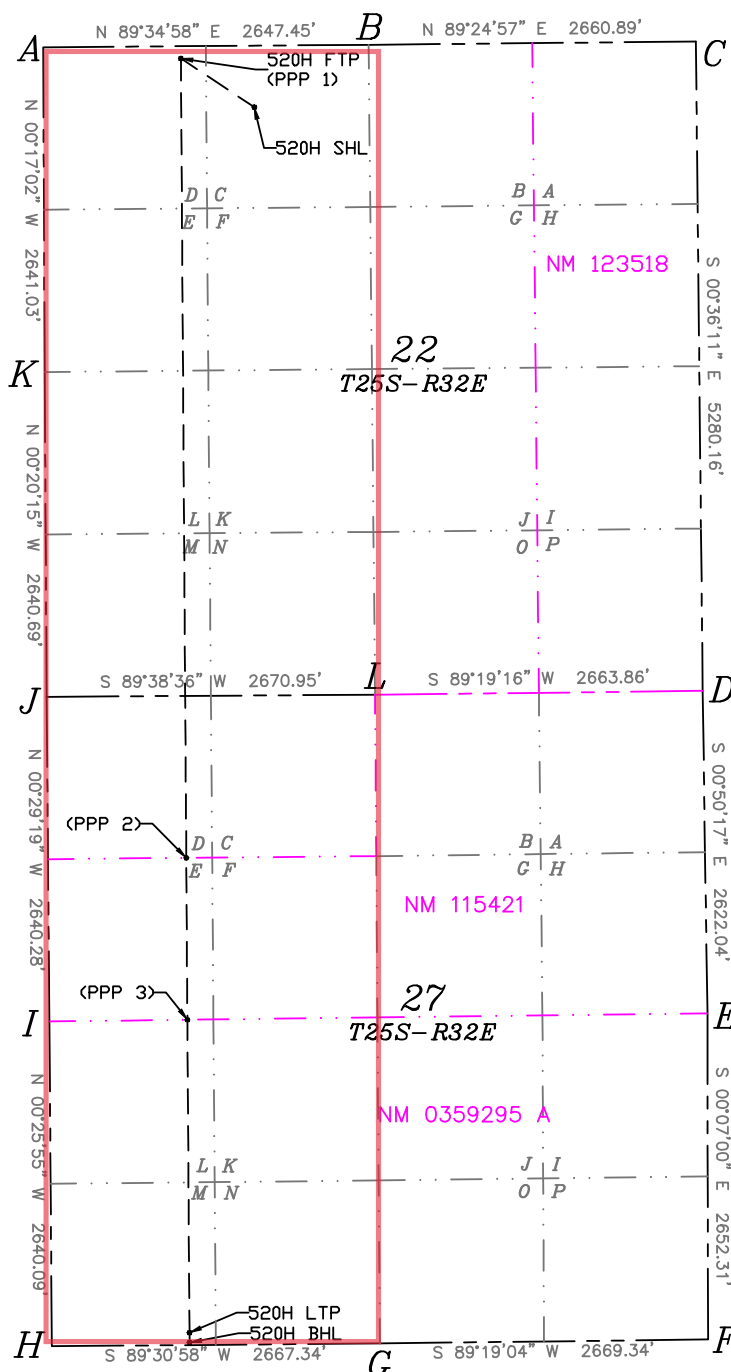 N 89°34'58" E 2647.45'
N 89°24'57" E 2660.89'
A
B
C
520H FTP
(PPP 1)
520H SHL
N 00°17'02" W 2641.03'
D C
E F
B A
G H
NM 123518
S 00°36'11" E 5280.16'
K
22
T25S-R32E
N 00°20'15" W 2640.69'
L K
M N
J I
O P
S 89°38'36" W 2670.95'
L
S 89°19'16" W 2663.86'
J
D
N 00°29'19" W 2640.28'
S 00°50'17" E 2622.04'
(PPP 2)
D C
E F
B A
G H
NM 115421
(PPP 3)
27
T25S-R32E
I
E
N 00°25'55" W 2640.09'
S 00°07'00" E 2652.31'
NM 0359295 A
L K
M N
J I
O P
520H LTP
520H BHL
H
S 89°30'58" W 2667.34'
G
S 89°19'04" W 2669.34'
F